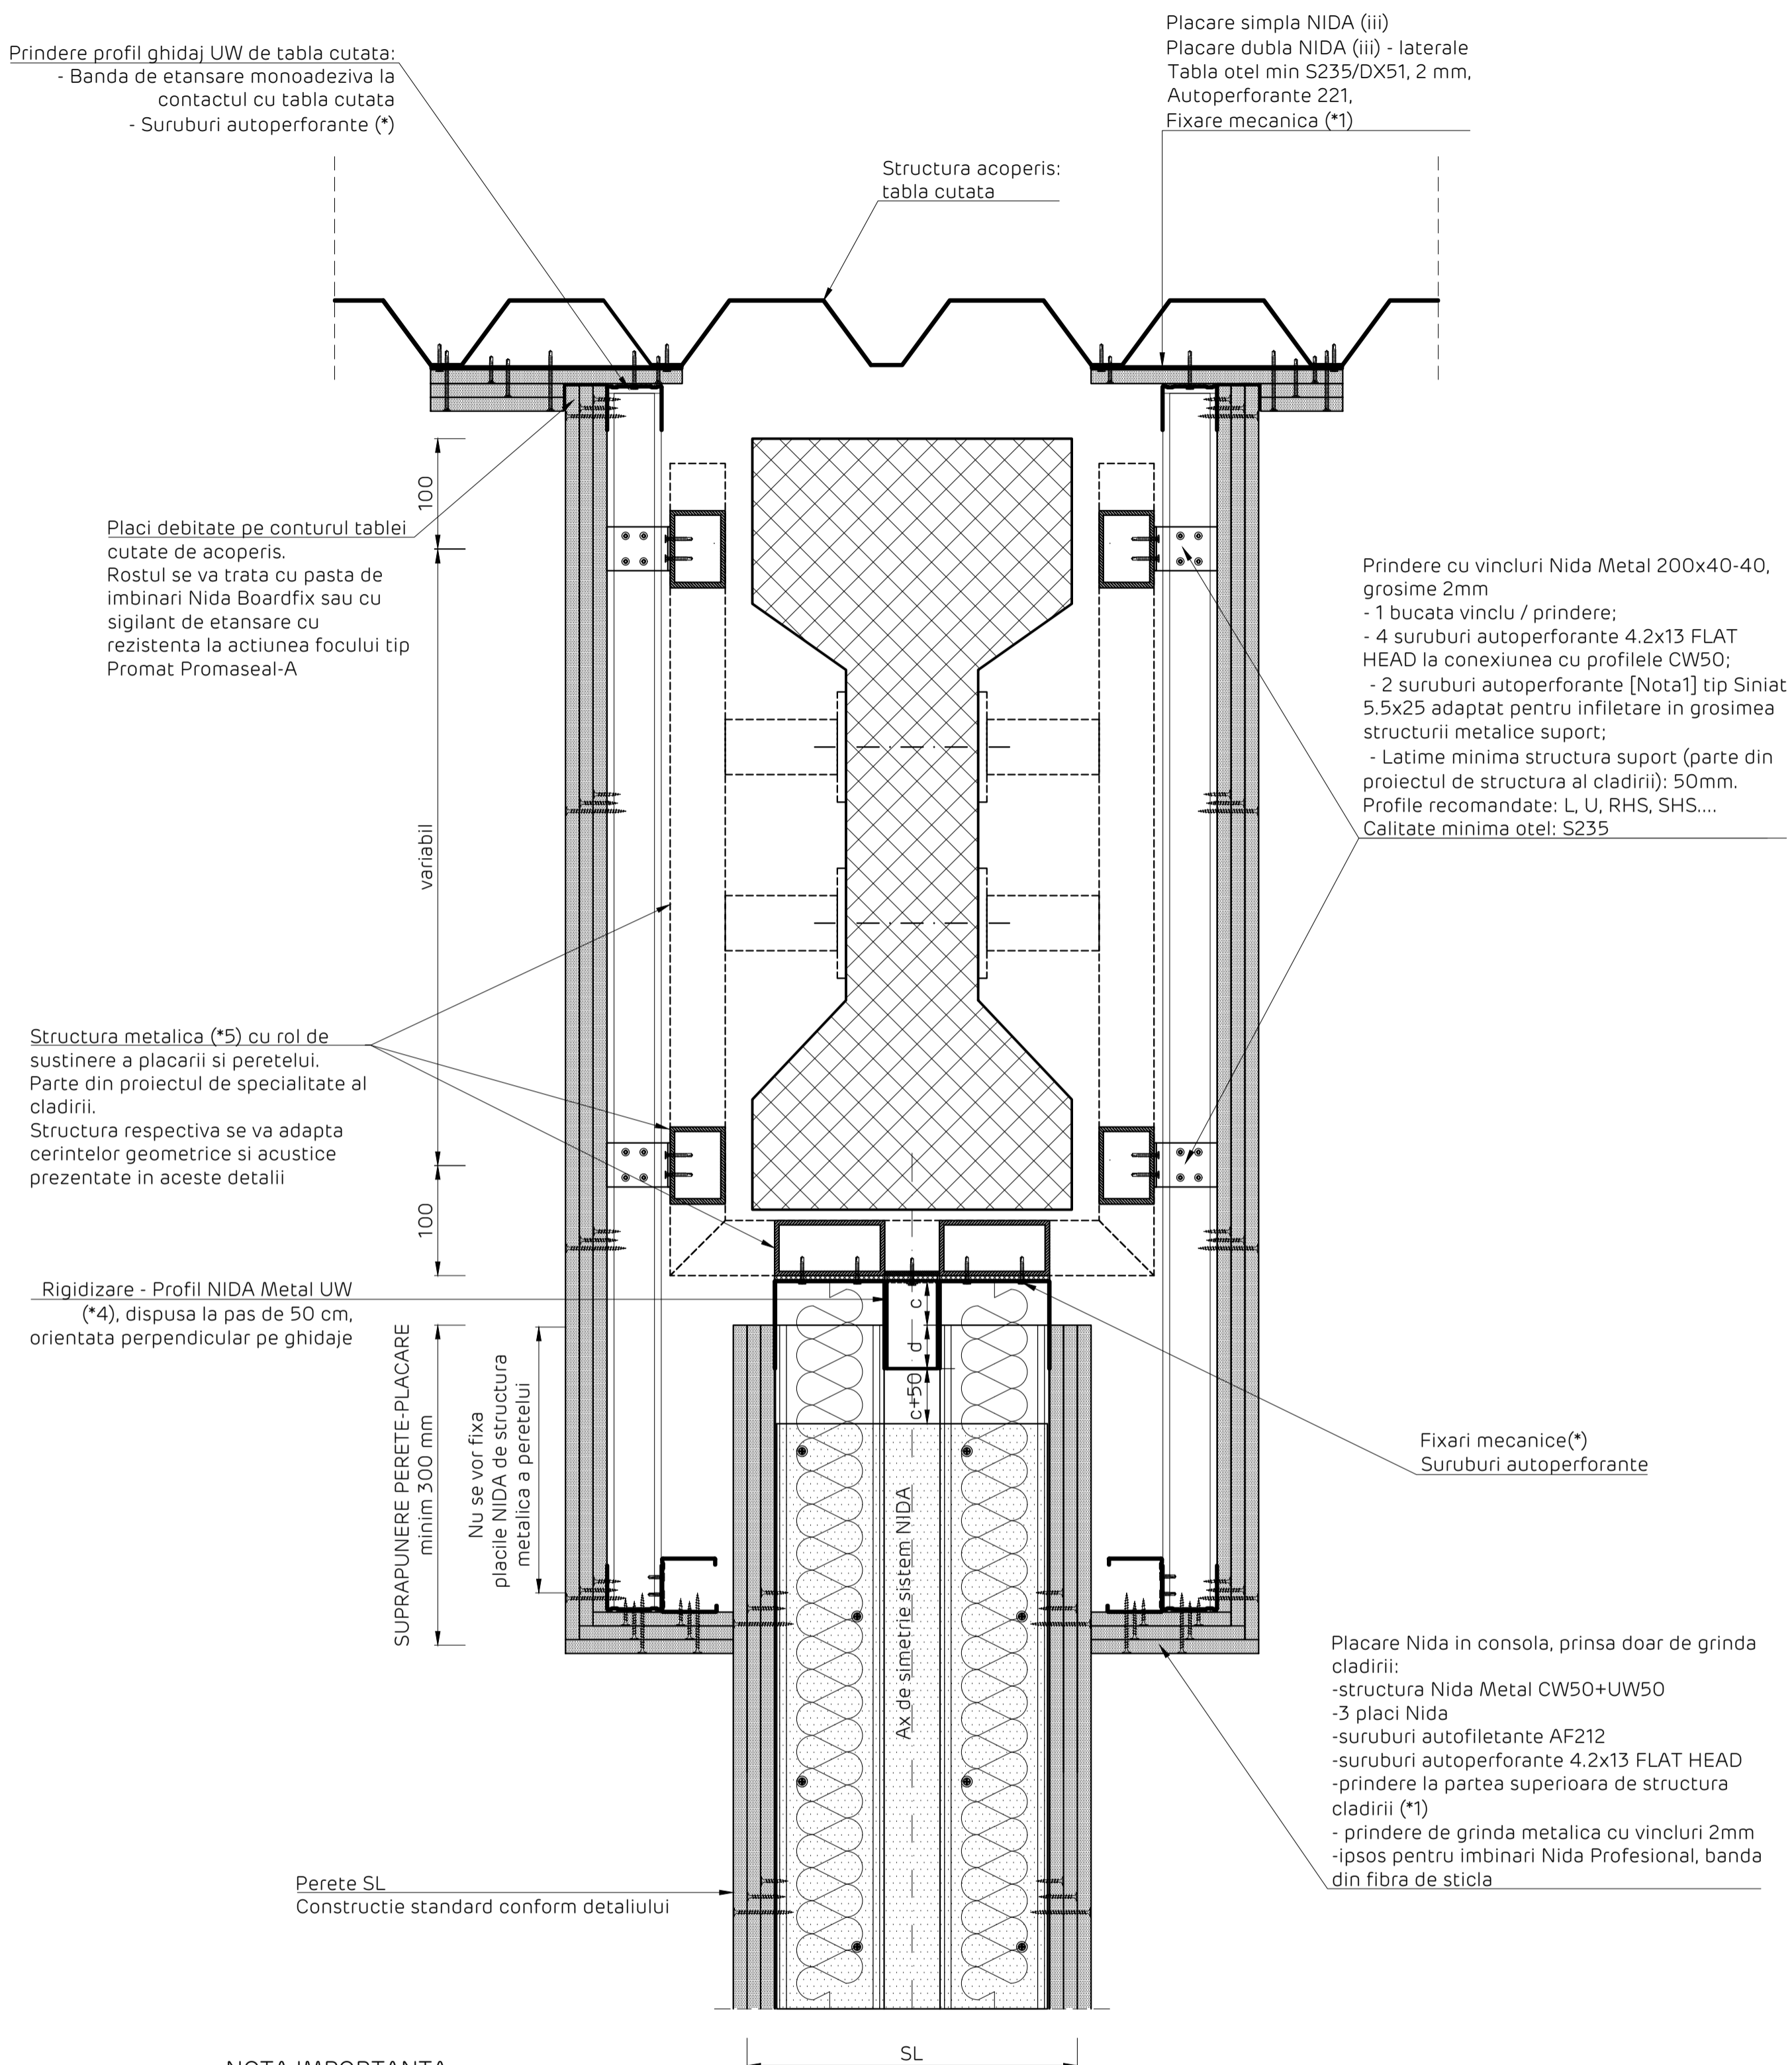 Placare simpla NIDA (iii)
Placare dubla NIDA (iii) - laterale
Tabla otel min S235/DX51, 2 mm,
Autoperforante 221,
Fixare mecanica (*1)
Prindere profil ghidaj UW de tabla cutata:
- Banda de etansare monoadeziva la
contactul cu tabla cutata
- Suruburi autoperforante (*)
Structura acoperis:
tabla cutata
100
Placi debitate pe conturul tablei
cutate de acoperis.
Rostul se va trata cu pasta de
imbinari Nida Boardfix sau cu
sigilant de etansare cu
rezistenta la actiunea focului tip
Promat Promaseal-A
Prindere cu vincluri Nida Metal 200x40-40,
grosime 2mm
- 1 bucata vinclu / prindere;
- 4 suruburi autoperforante 4.2x13 FLAT
HEAD la conexiunea cu profilele CW50;
- 2 suruburi autoperforante [Nota1] tip Siniat
5.5x25 adaptat pentru infiletare in grosimea
structurii metalice suport;
- Latime minima structura suport (parte din
proiectul de structura al cladirii): 50mm.
Profile recomandate: L, U, RHS, SHS....
Calitate minima otel: S235
variabil
Structura metalica (*5) cu rol de
sustinere a placarii si peretelui.
Parte din proiectul de specialitate al
cladirii.
Structura respectiva se va adapta
cerintelor geometrice si acustice
prezentate in aceste detalii
100
Rigidizare - Profil NIDA Metal UW
(*4), dispusa la pas de 50 cm,
orientata perpendicular pe ghidaje
c
d
c+50
SUPRAPUNERE PERETE-PLACARE
minim 300 mm
Nu se vor fixa
placile NIDA de structura
metalica a peretelui
Fixari mecanice(*)
Suruburi autoperforante
Ax de simetrie sistem NIDA
Placare Nida in consola, prinsa doar de grinda
cladirii:
-structura Nida Metal CW50+UW50
-3 placi Nida
-suruburi autofiletante AF212
-suruburi autoperforante 4.2x13 FLAT HEAD
-prindere la partea superioara de structura
cladirii (*1)
- prindere de grinda metalica cu vincluri 2mm
-ipsos pentru imbinari Nida Profesional, banda
din fibra de sticla
Perete SL
Constructie standard conform detaliului
SL
NOTA IMPORTANTA